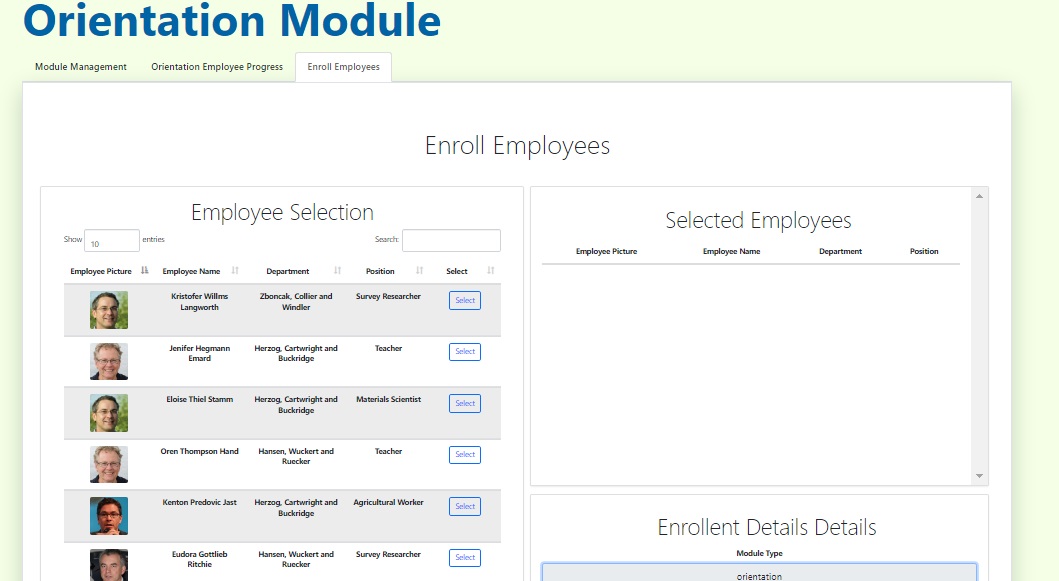 Orientation Module
Module Management Orientation Employee Progress Enroll Employees
Enroll Employees
Employee Selection
Show 10 entries Search:
Employee Picture Employee Name Department Position Select
Kristofer Willms Zboncak, Collier and Survey Researcher Select
Langworth Windler
Jenifer Hegmann Herzog, Cartwright and Teacher Select
Emard Buckridge
Eloise Thiel Stamm Herzog, Cartwright and Materials Scientist Select
Buckridge
Oren Thompson Hand Hansen, Wuckert and Teacher Select
Ruecker
Kenton Predovic Jast Herzog, Cartwright and Agricultural Worker Select
Buckridge
Eudora Gottlieb Hansen, Wuckert and Survey Researcher Select
Ritchie Ruecker
Selected Employees
Employee Picture Employee Name Department Position
Enrollent Details Details
Module Type
orientation